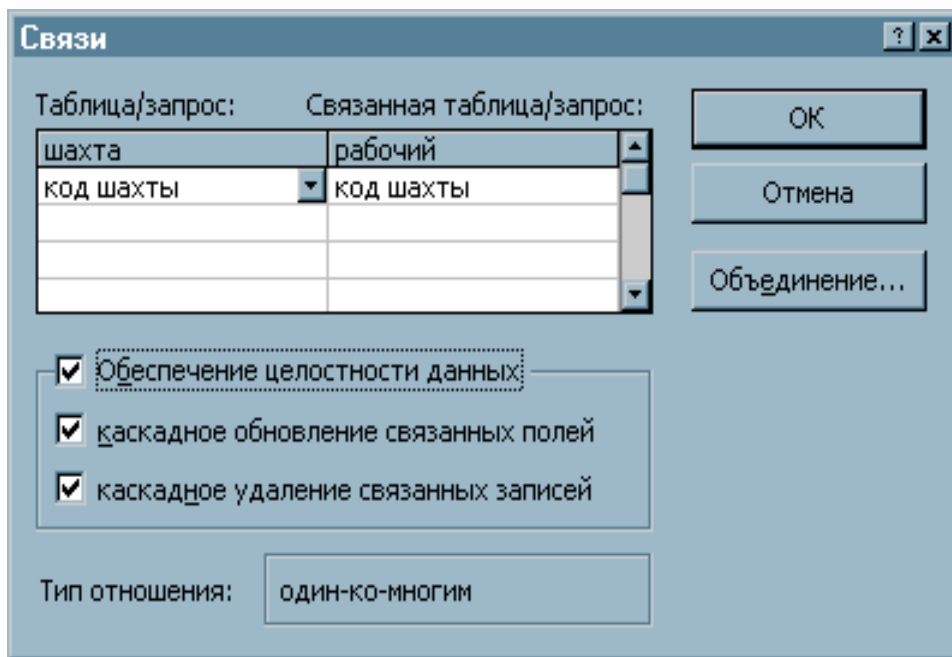 Связи
Таблица/запрос: Связанная таблица/запрос:
шахта рабочий
код шахты код шахты
ОК
Отмена
Объединение...
Обеспечение целостности данных
каскадное обновление связанных полей
каскадное удаление связанных записей
Тип отношения: один-ко-многим